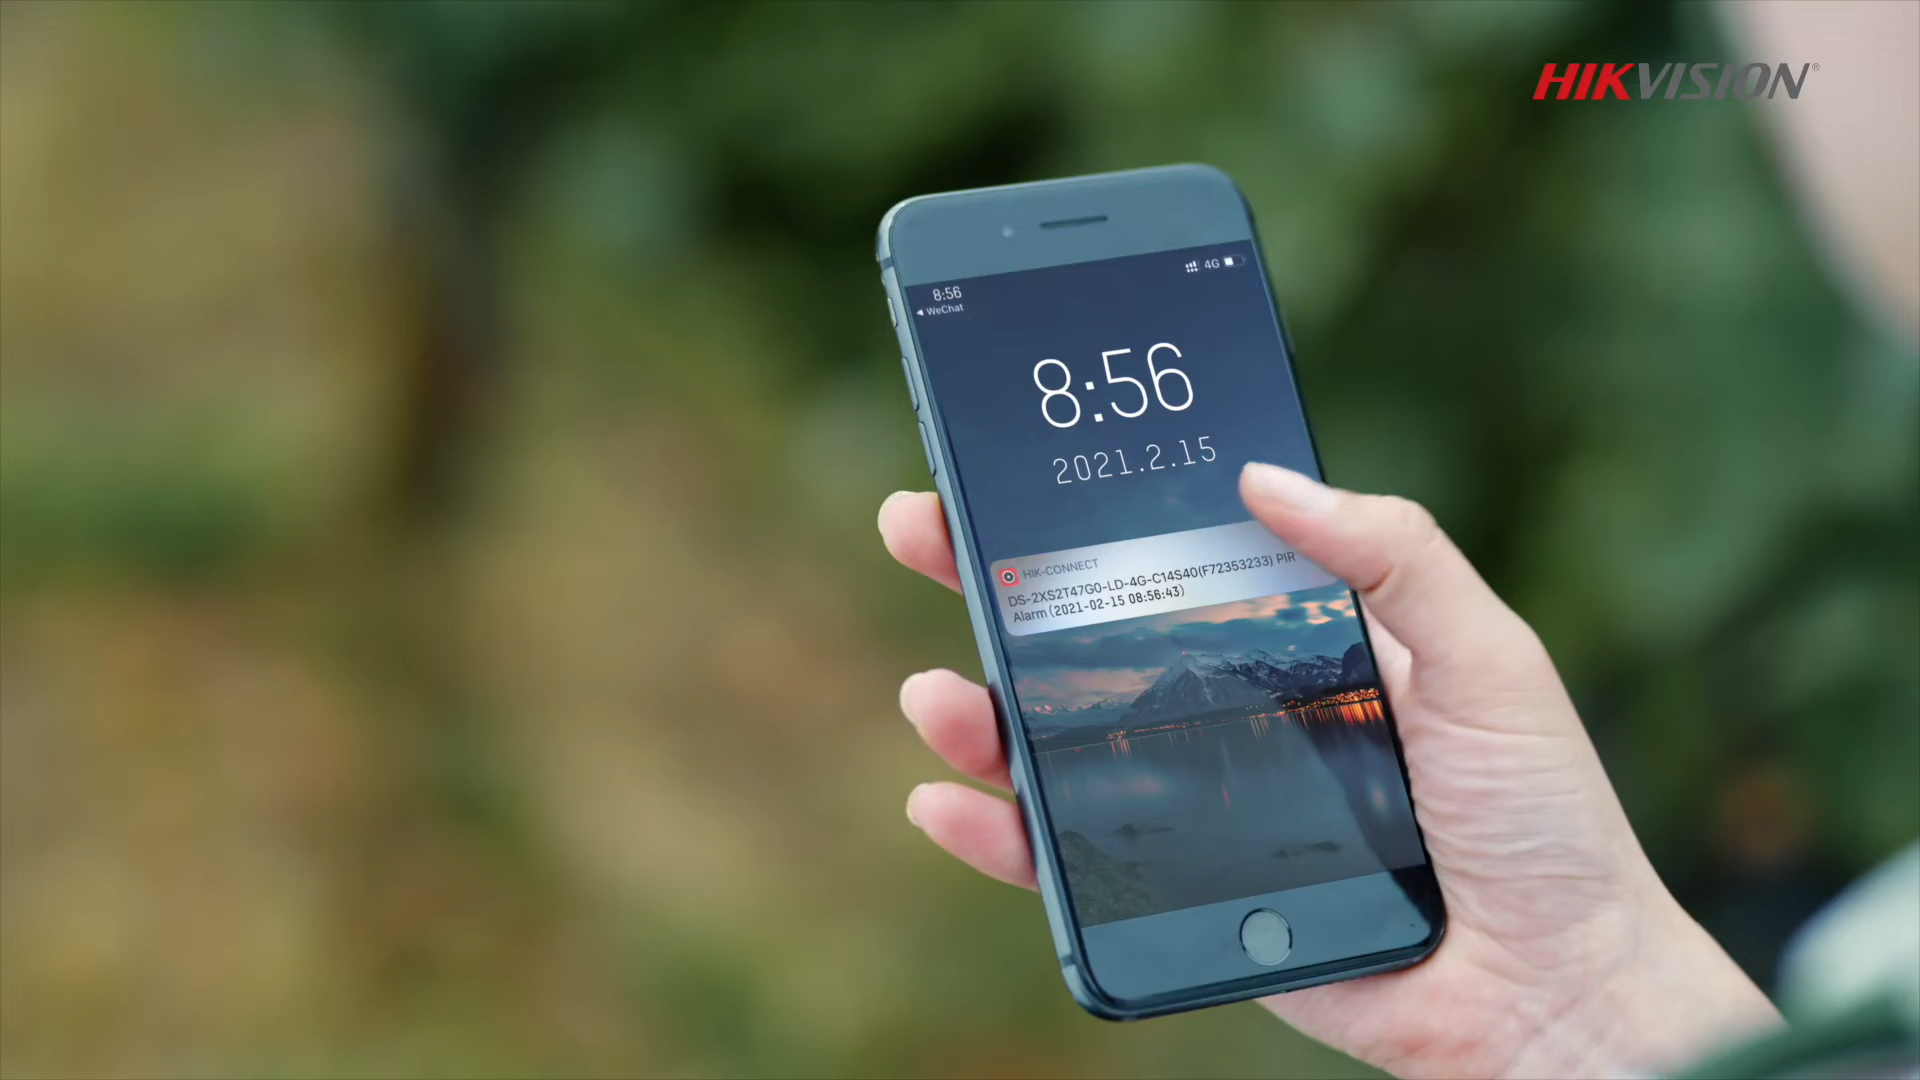 HIKVISION®
4G
8:56
◀ WeChat
8:56
2021.2.15
HIK-CONNECT
DS-2XS2T47G0-LD-4G-C14S40(F72353233) PIR
Alarm(2021-02-15 08:56:43)